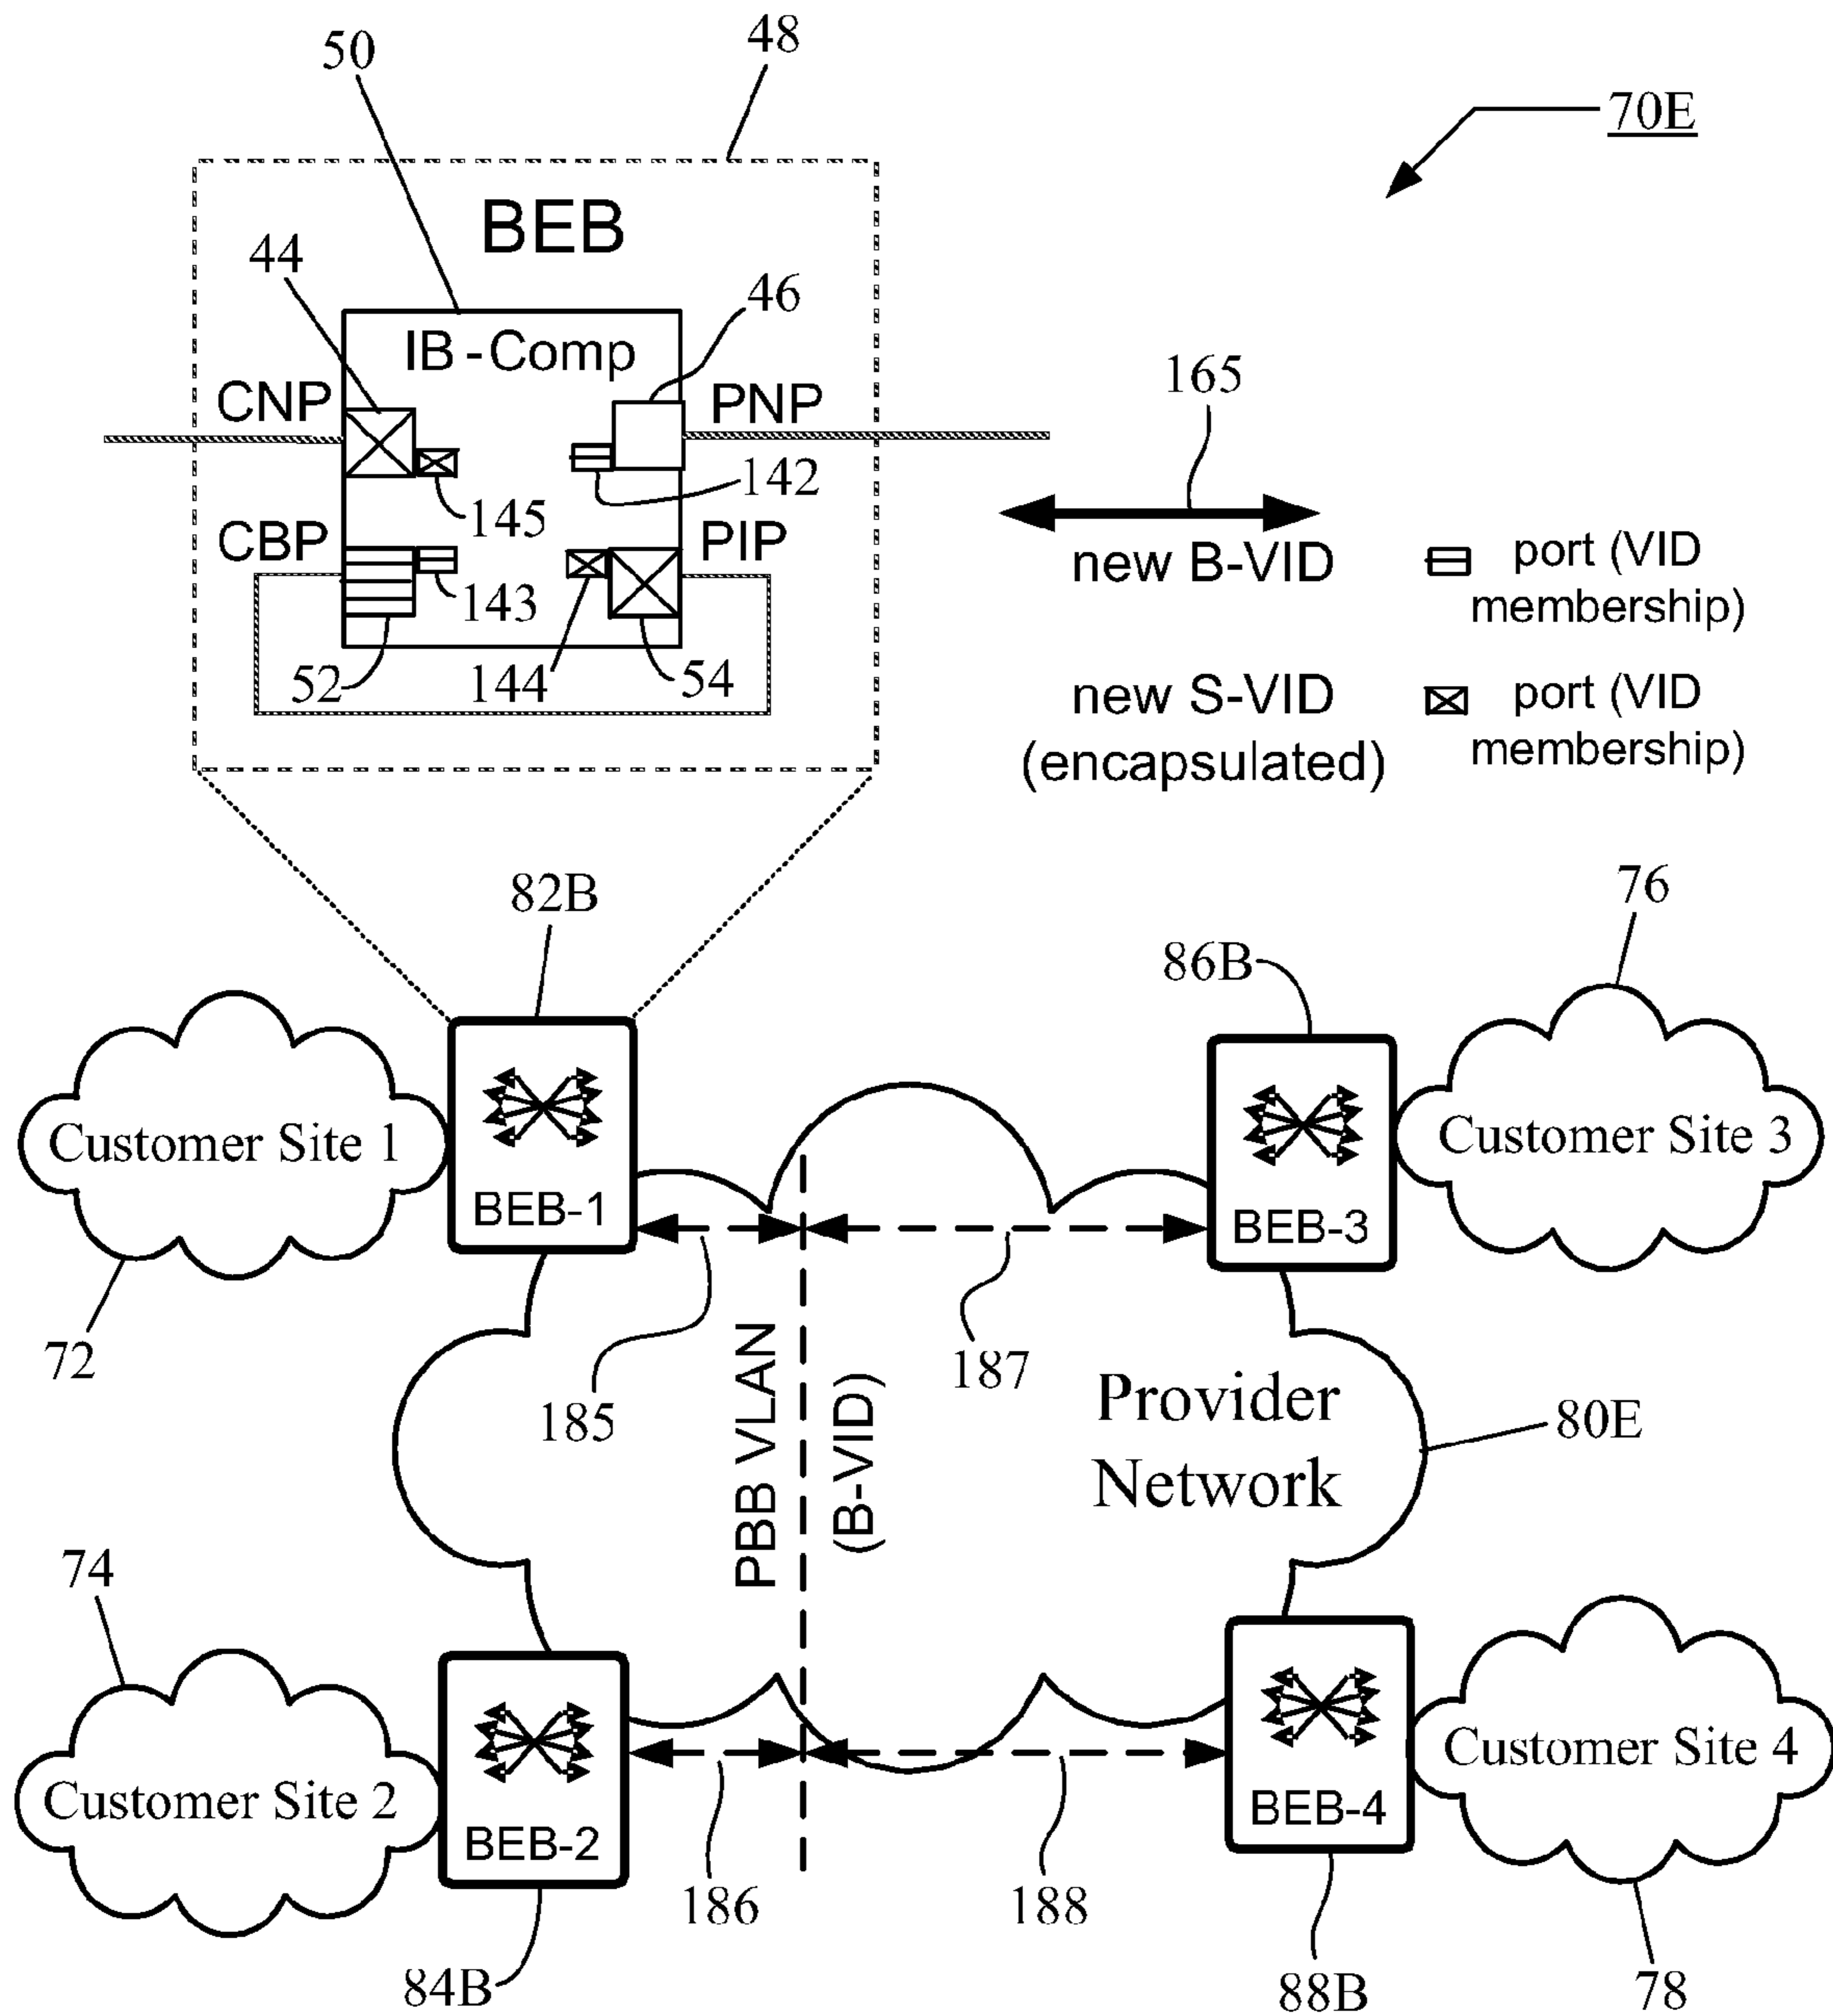 50
48
70E
BEB
44
46
IB-Comp
165
CNP
PNP
145
142
CBP
PIP
new B-VID
port (VID
membership)
143
52
144
54
new S-VID
(encapsulated)
port (VID
membership)
82B
76
86B
Customer Site 1
BEB-1
BEB-3
Customer Site 3
72
185
187
PBB VLAN
(B-VID)
Provider
Network
80E
74
Customer Site 2
BEB-2
BEB-4
Customer Site 4
186
188
84B
88B
78